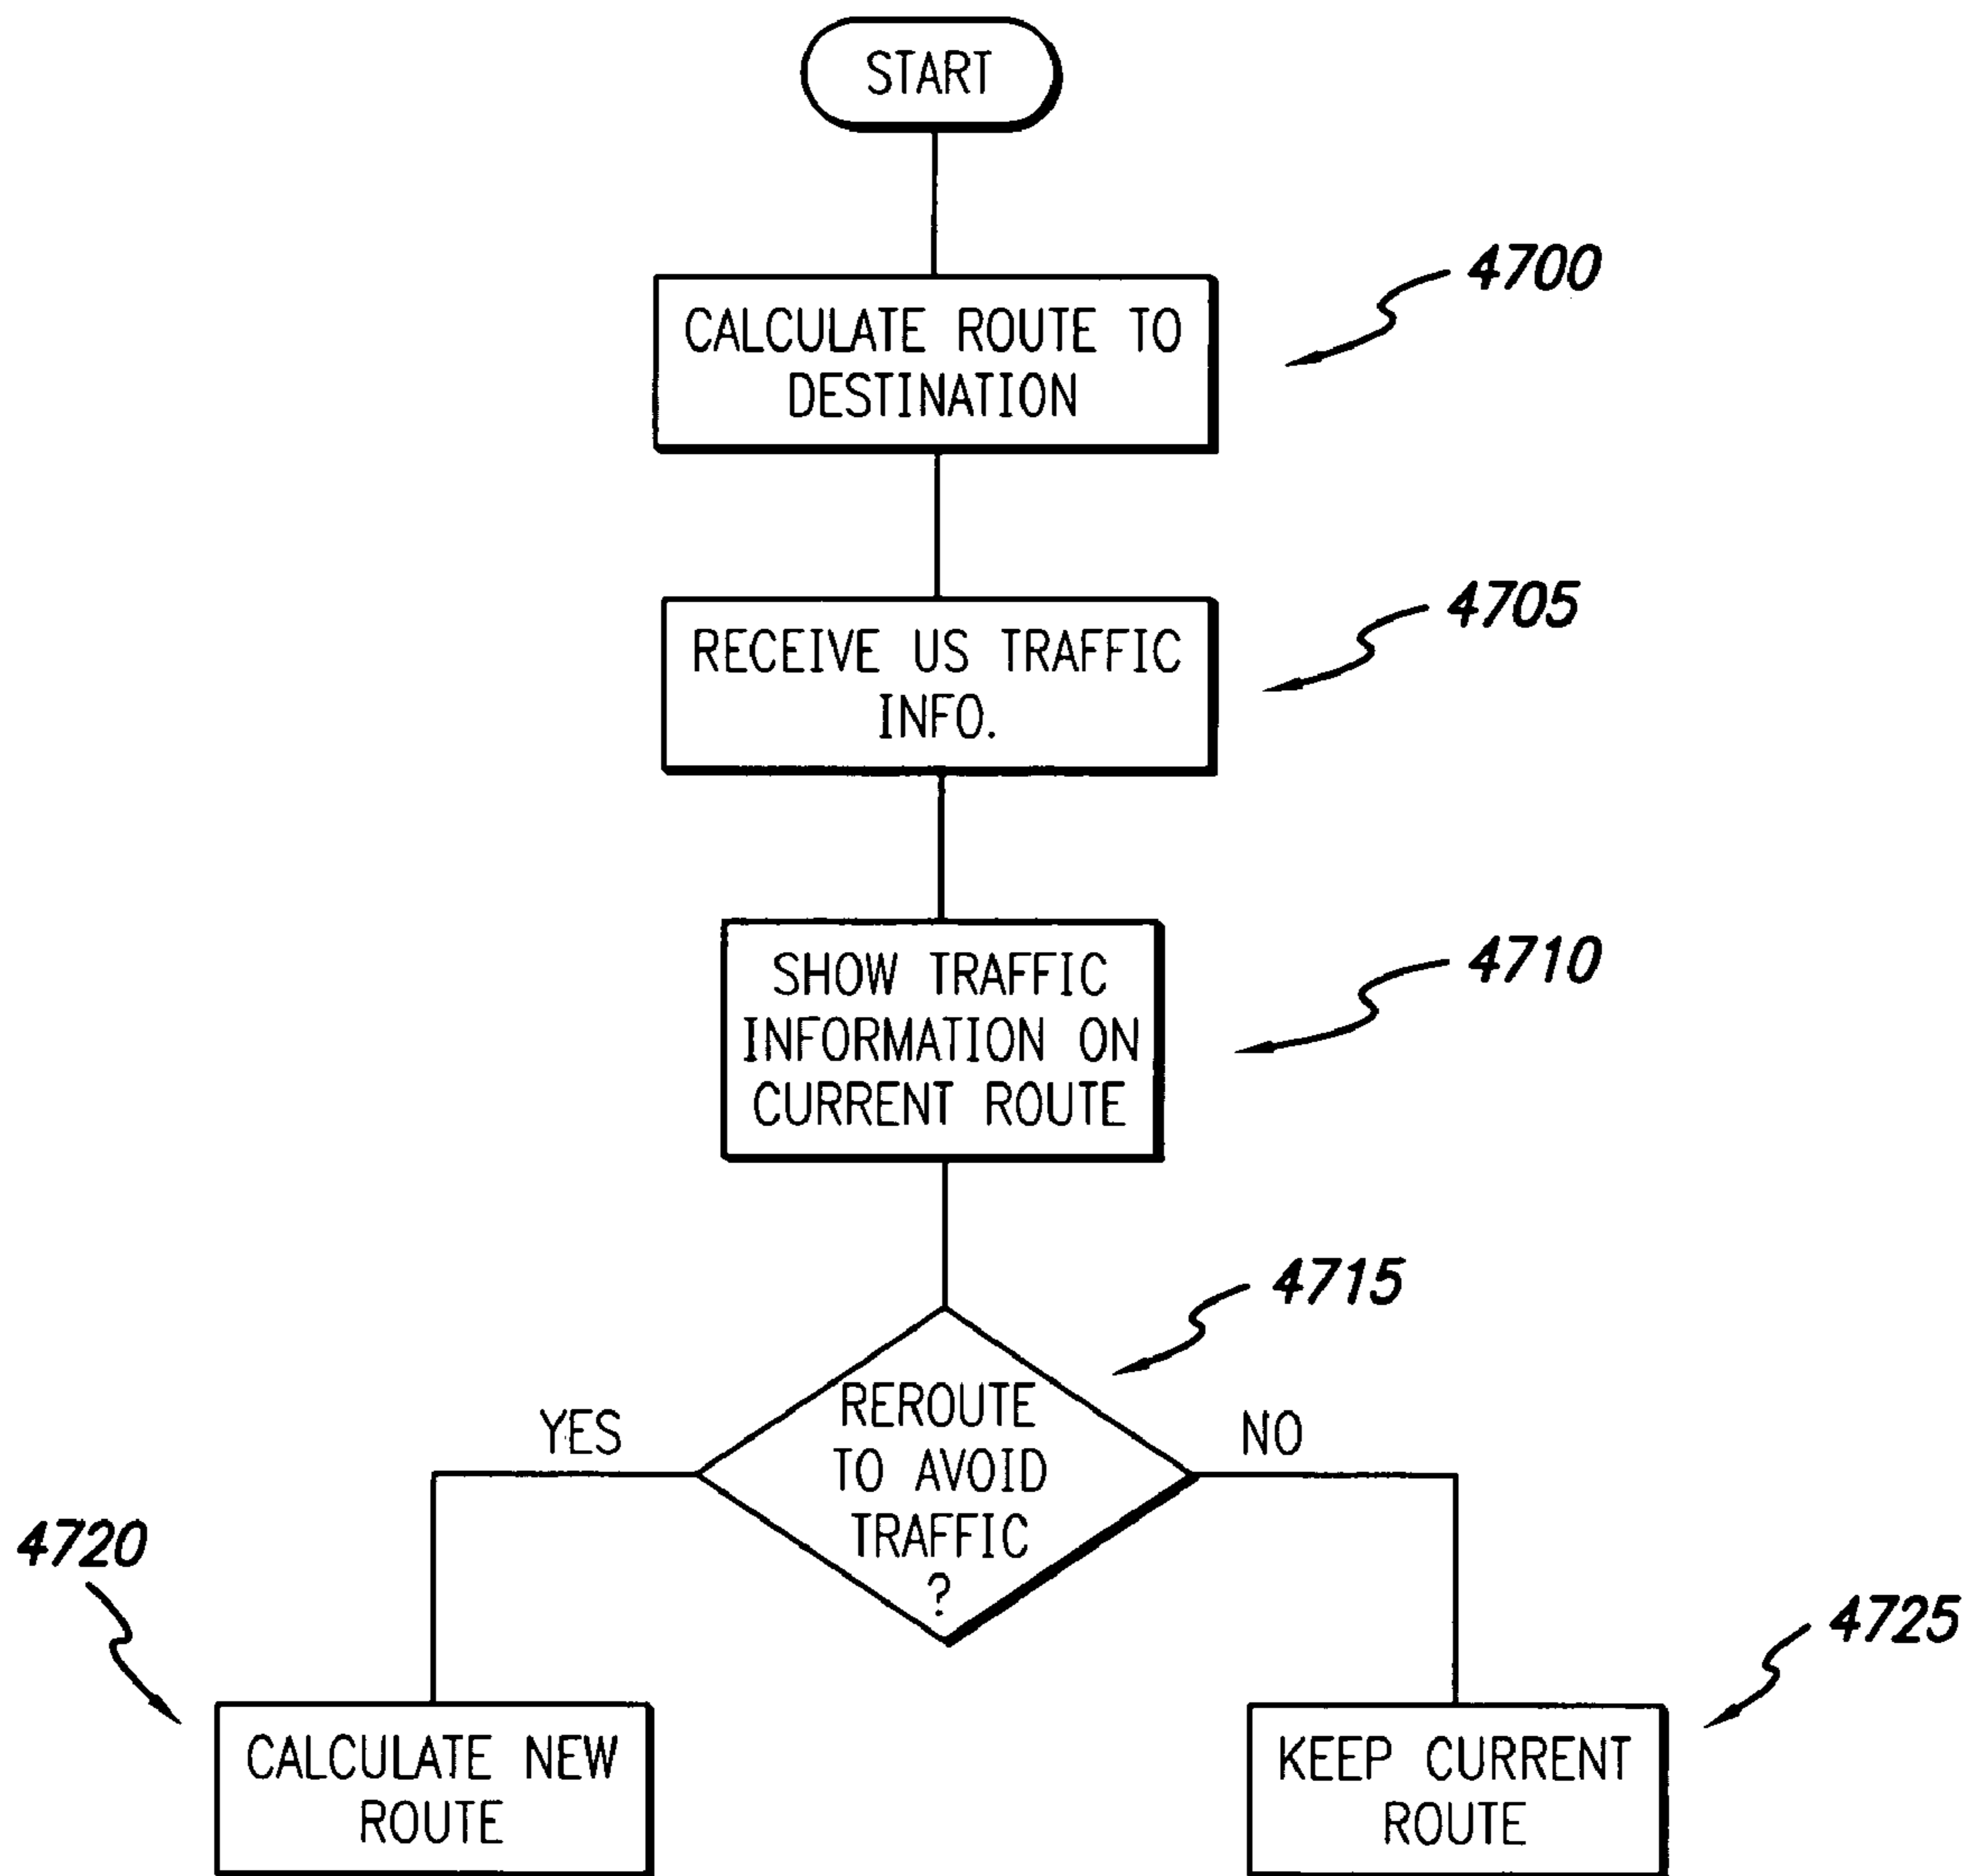 START
4700
CALCULATE ROUTE TO
DESTINATION
4705
RECEIVE US TRAFFIC
INFO.
4710
SHOW TRAFFIC
INFORMATION ON
CURRENT ROUTE
4715
REROUTE
TO AVOID
TRAFFIC
?
YES
NO
4720
4725
CALCULATE NEW
ROUTE
KEEP CURRENT
ROUTE